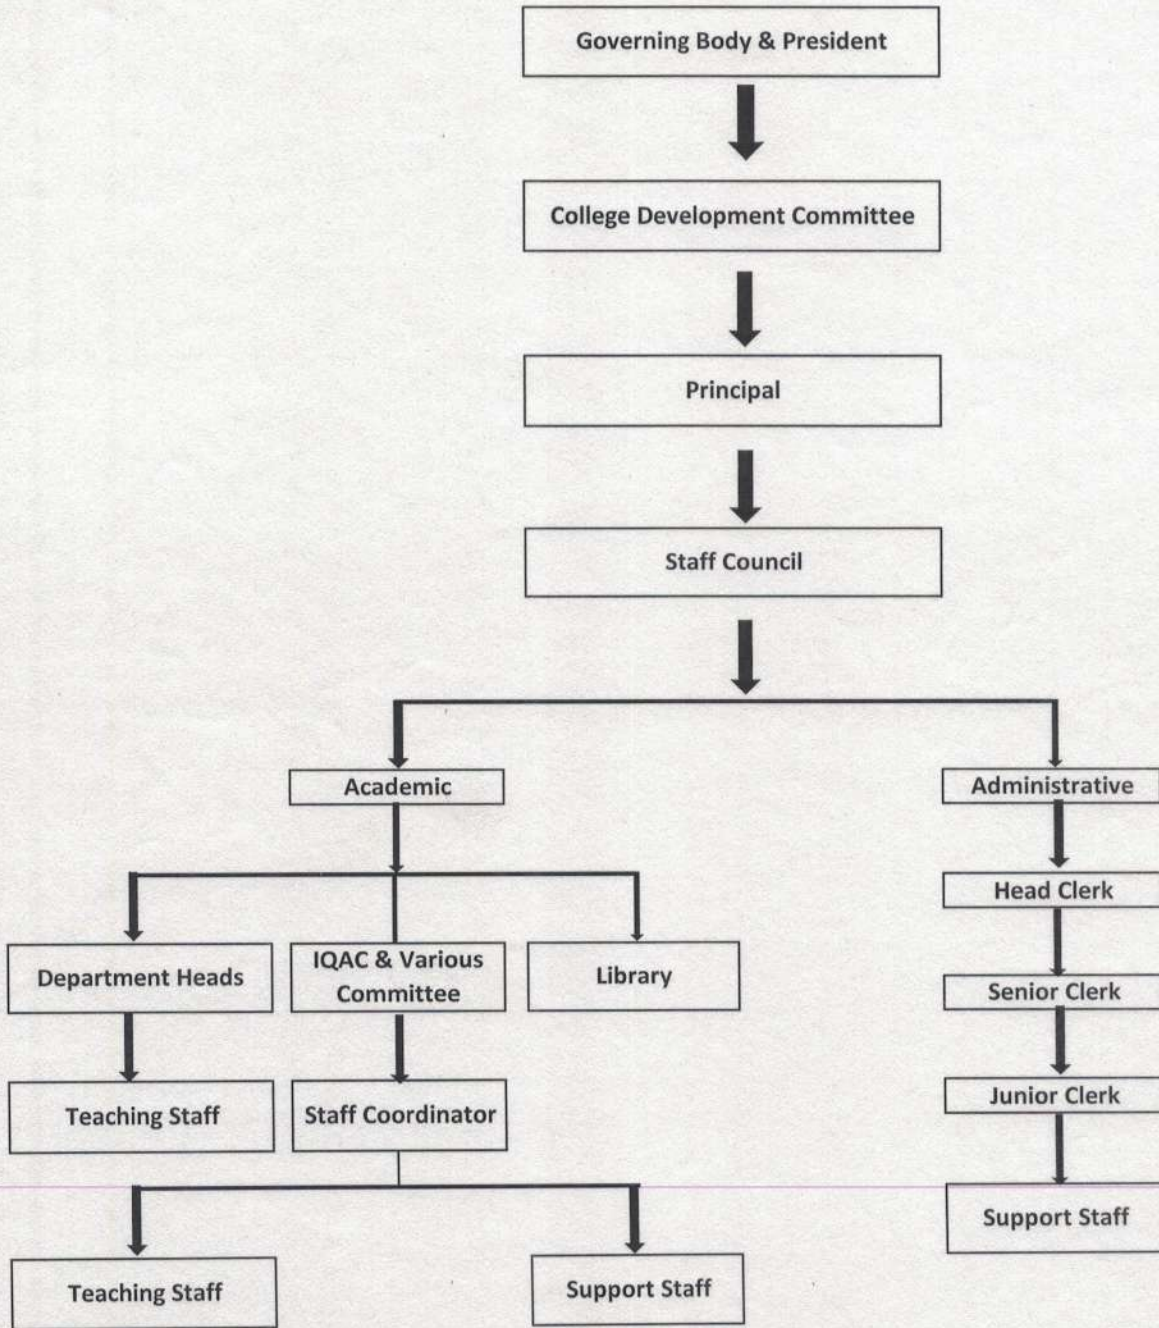 Governing Body & President
College Development Committee
Principal
Staff Council
Academic
Administrative
Head Clerk
Department Heads
IQAC & Various
Committee
Library
Senior Clerk
Teaching Staff
Staff Coordinator
Junior Clerk
Support Staff
Teaching Staff
Support Staff